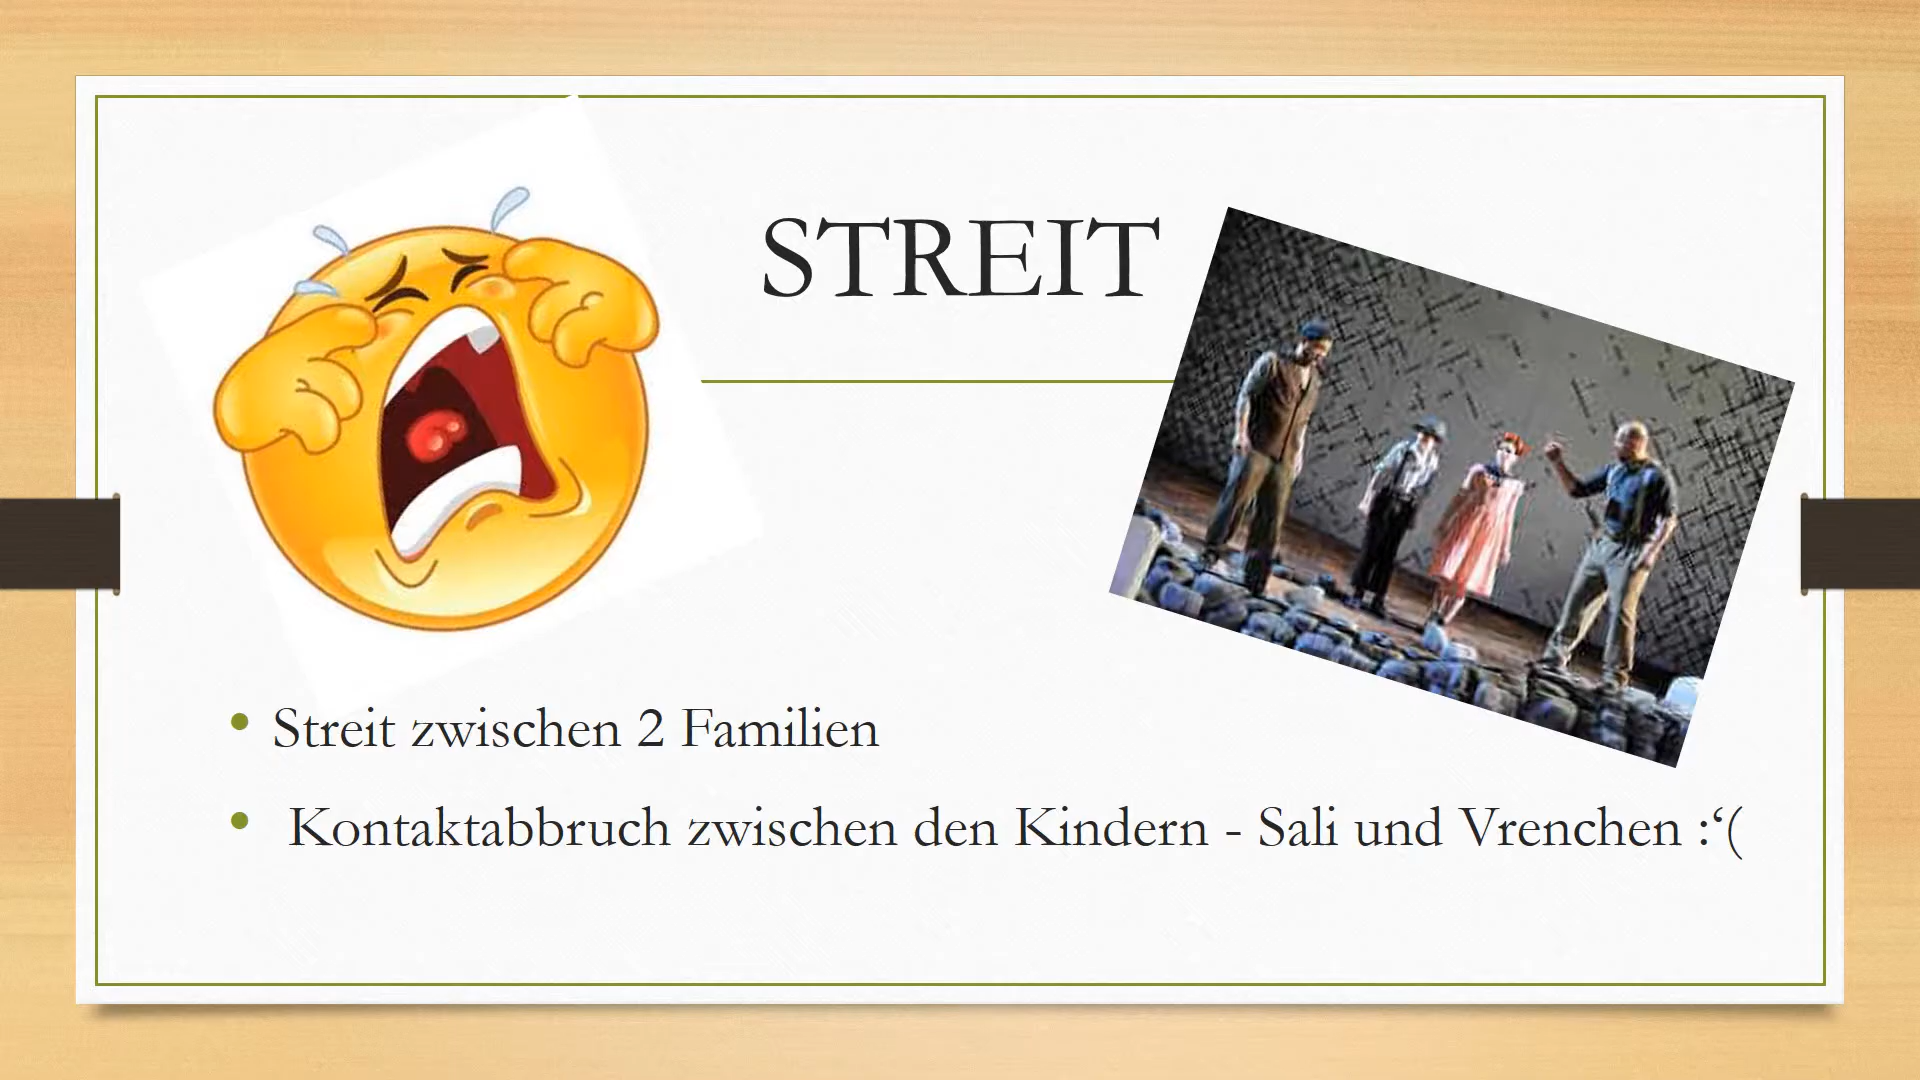 STREIT
• Streit zwischen 2 Familien
• Kontaktabbruch zwischen den Kindern - Sali und Vrenchen :‘(